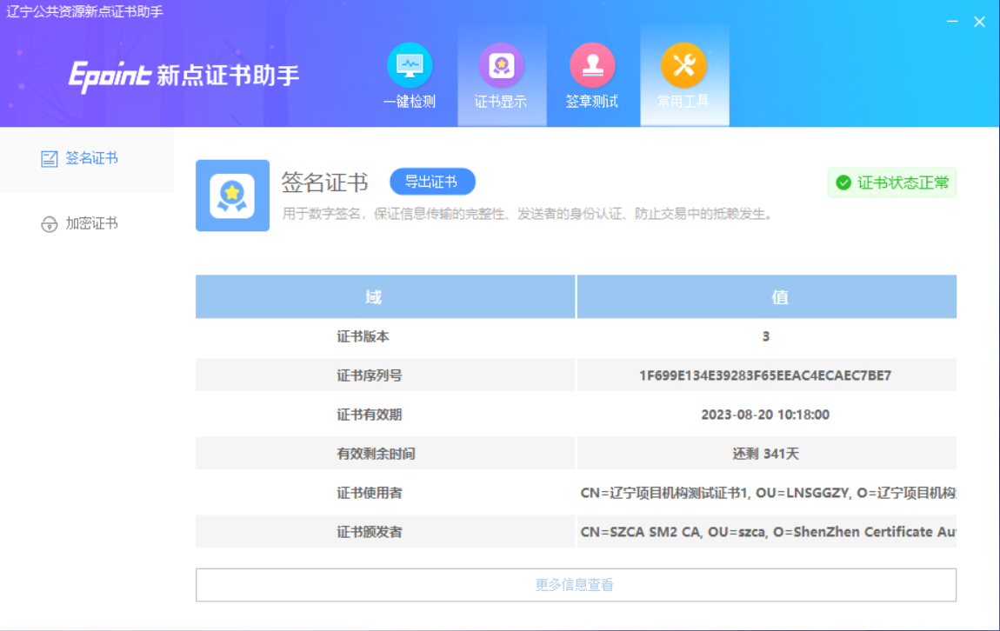 辽宁公共资源新点证书助手
Epoint 新点证书助手
一键检测
证书显示
签章测试
常用工具
签名证书
加密证书
签名证书
导出证书
证书状态正常
用于数字签名，保证信息传输的完整性、发送者的身份认证、防止交易中的抵赖发生。
域 值
证书版本 3
证书序列号 1F699E134E39283F65EEAC4ECAEC7BE7
证书有效期 2023-08-20 10:18:00
有效剩余时间 还剩 341天
证书使用者 CN=辽宁项目机构测试证书1, OU=LNSGGZY, O=辽宁项目机构
证书颁发者 CN=SZCA SM2 CA, OU=szca, O=ShenZhen Certificate Au
更多信息查看